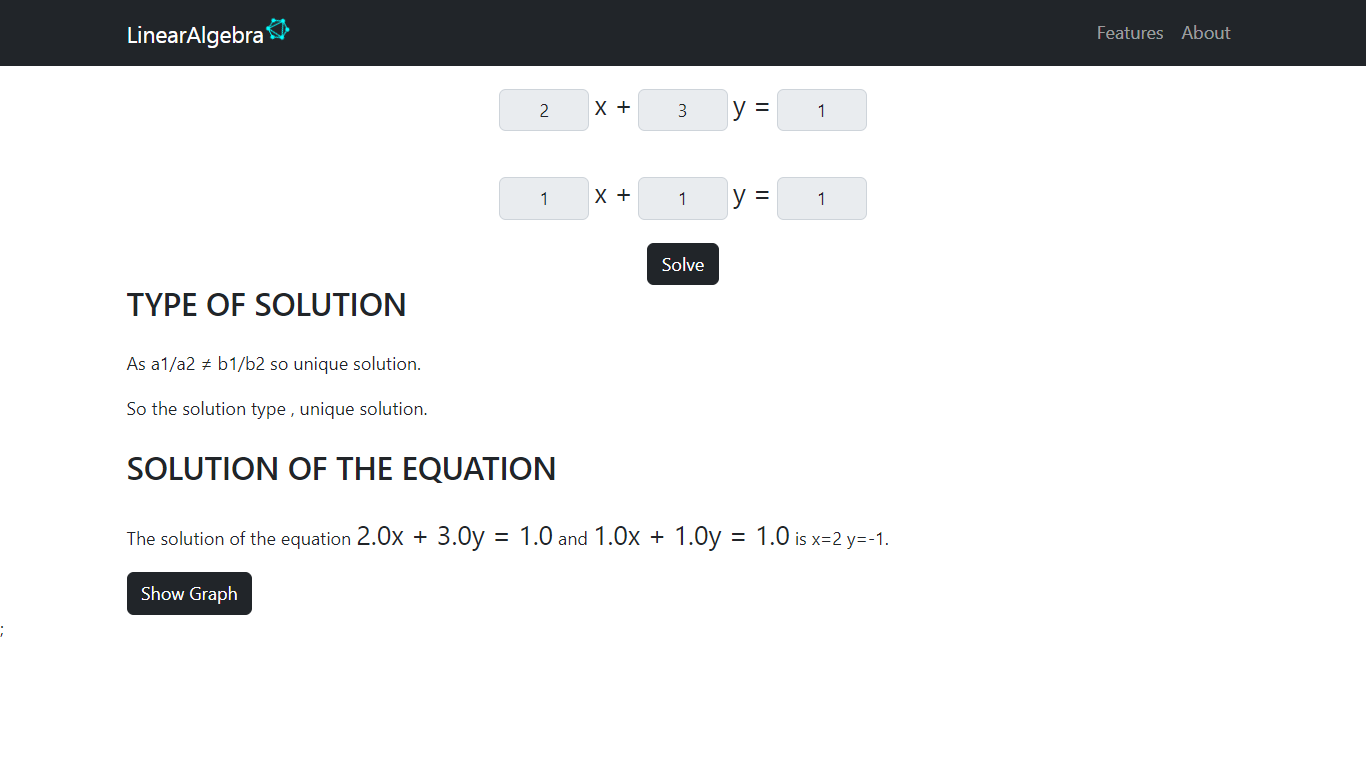 LinearAlgebra Features About
2 x + 3 y = 1
1 x + 1 y = 1
Solve
TYPE OF SOLUTION
As a1/a2 ≠ b1/b2 so unique solution.
So the solution type , unique solution.
SOLUTION OF THE EQUATION
The solution of the equation 2.0x + 3.0y = 1.0 and 1.0x + 1.0y = 1.0 is x=2 y=-1.
Show Graph
;